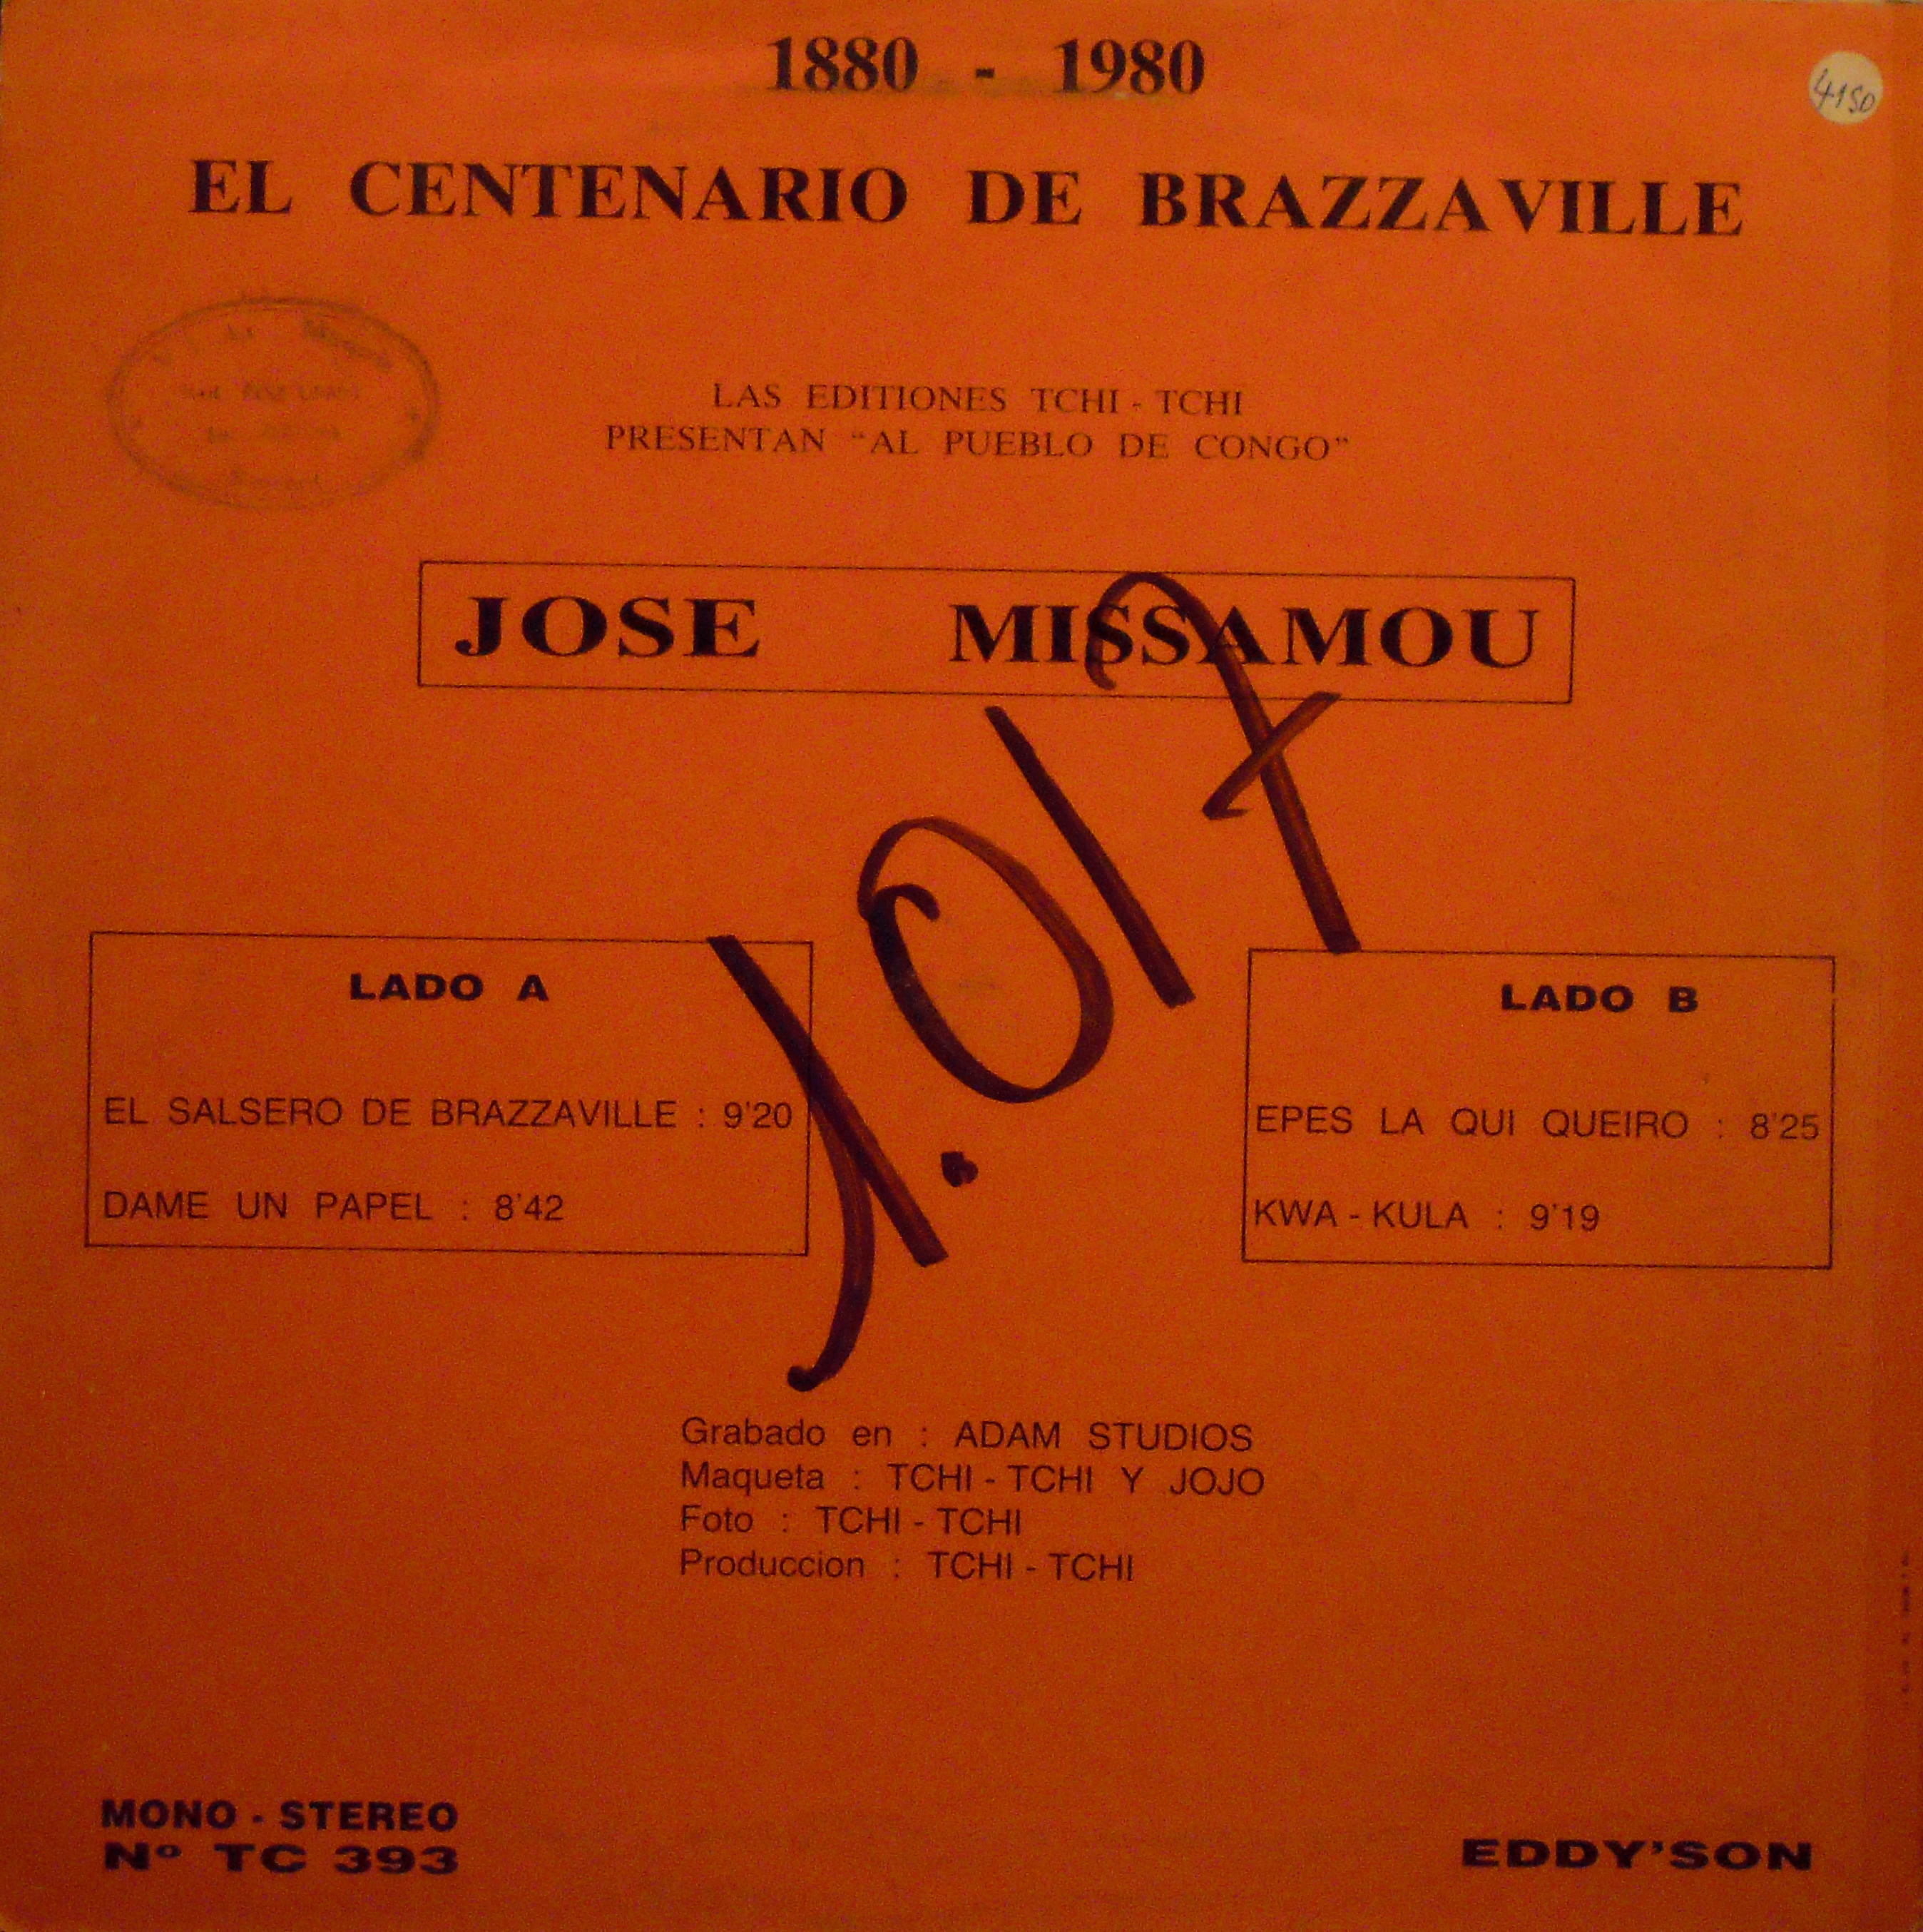 1880 - 1980
4150
EL CENTENARIO DE BRAZZAVILLE
LAS EDITIONES TCHI - TCHI
PRESENTAN “AL PUEBLO DE CONGO”
JOSE MISSAMOU
LADO A
EL SALSERO DE BRAZZAVILLE : 9'20
DAME UN PAPEL : 8'42
LADO B
EPES LA QUI QUEIRO : 8'25
KWA - KULA : 9'19
Grabado en : ADAM STUDIOS
Maqueta : TCHI - TCHI Y JOJO
Foto : TCHI - TCHI
Produccion : TCHI - TCHI
MONO - STEREO
Nº TC 393
EDDY'SON